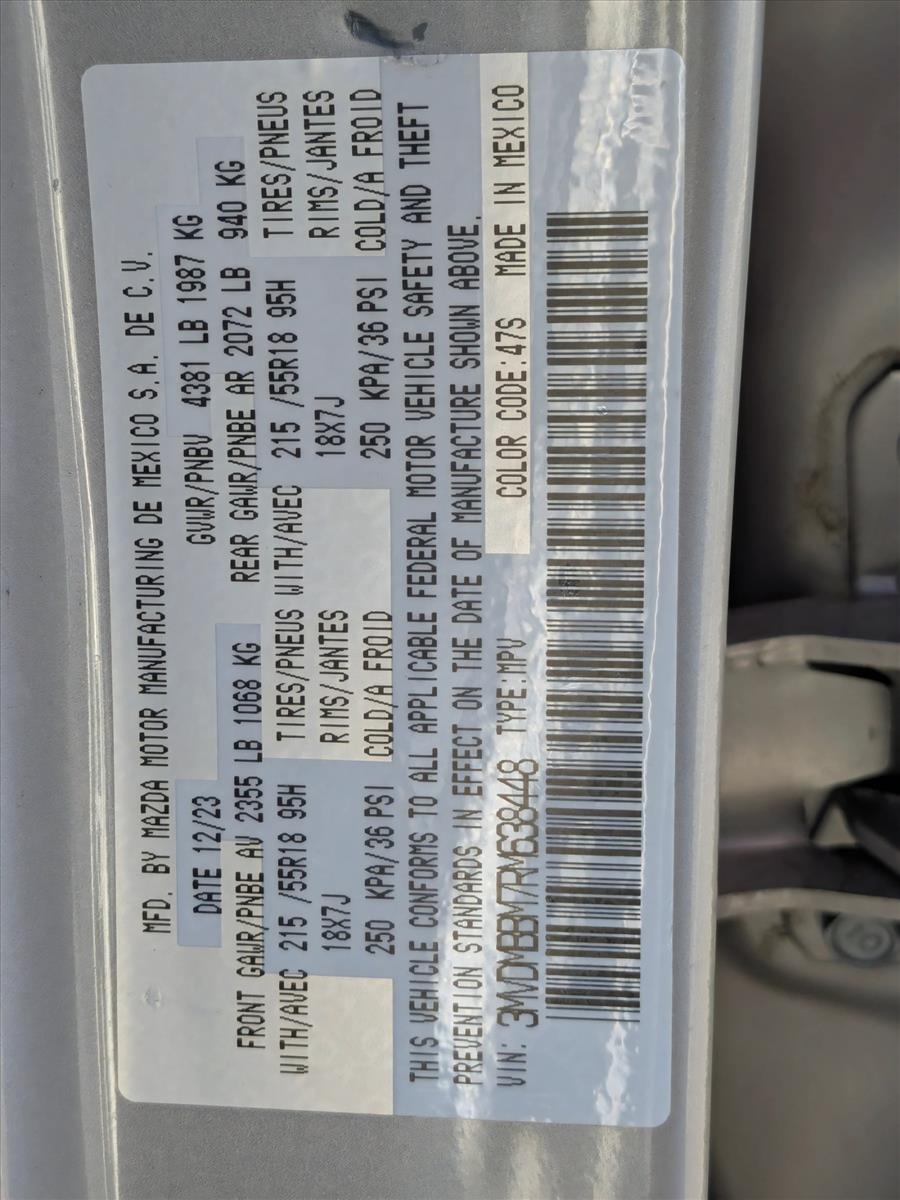 MFD. BY MAZDA MOTOR MANUFACTURING DE MEXICO S.A. DE C.V.
DATE 12/23 GVWR/PNBV 4381 LB 1987 KG
FRONT GAWR/PNBE AV 2355 LB 1068 KG REAR GAWR/PNBE AR 2072 LB 940 KG
WITH/AVEC 215 /55R18 95H TIRES/PNEUS WITH/AVEC 215 /55R18 95H TIRES/PNEUS
18X7J RIMS/JANTES 18X7J RIMS/JANTES
250 KPA/36 PSI COLD/A FROID 250 KPA/36 PSI COLD/A FROID
THIS VEHICLE CONFORMS TO ALL APPLICABLE FEDERAL MOTOR VEHICLE SAFETY AND THEFT
PREVENTION STANDARDS IN EFFECT ON THE DATE OF MANUFACTURE SHOWN ABOVE.
VIN: 3MVDMBBM7RM638448 TYPE:MPV COLOR CODE:47S MADE IN MEXICO